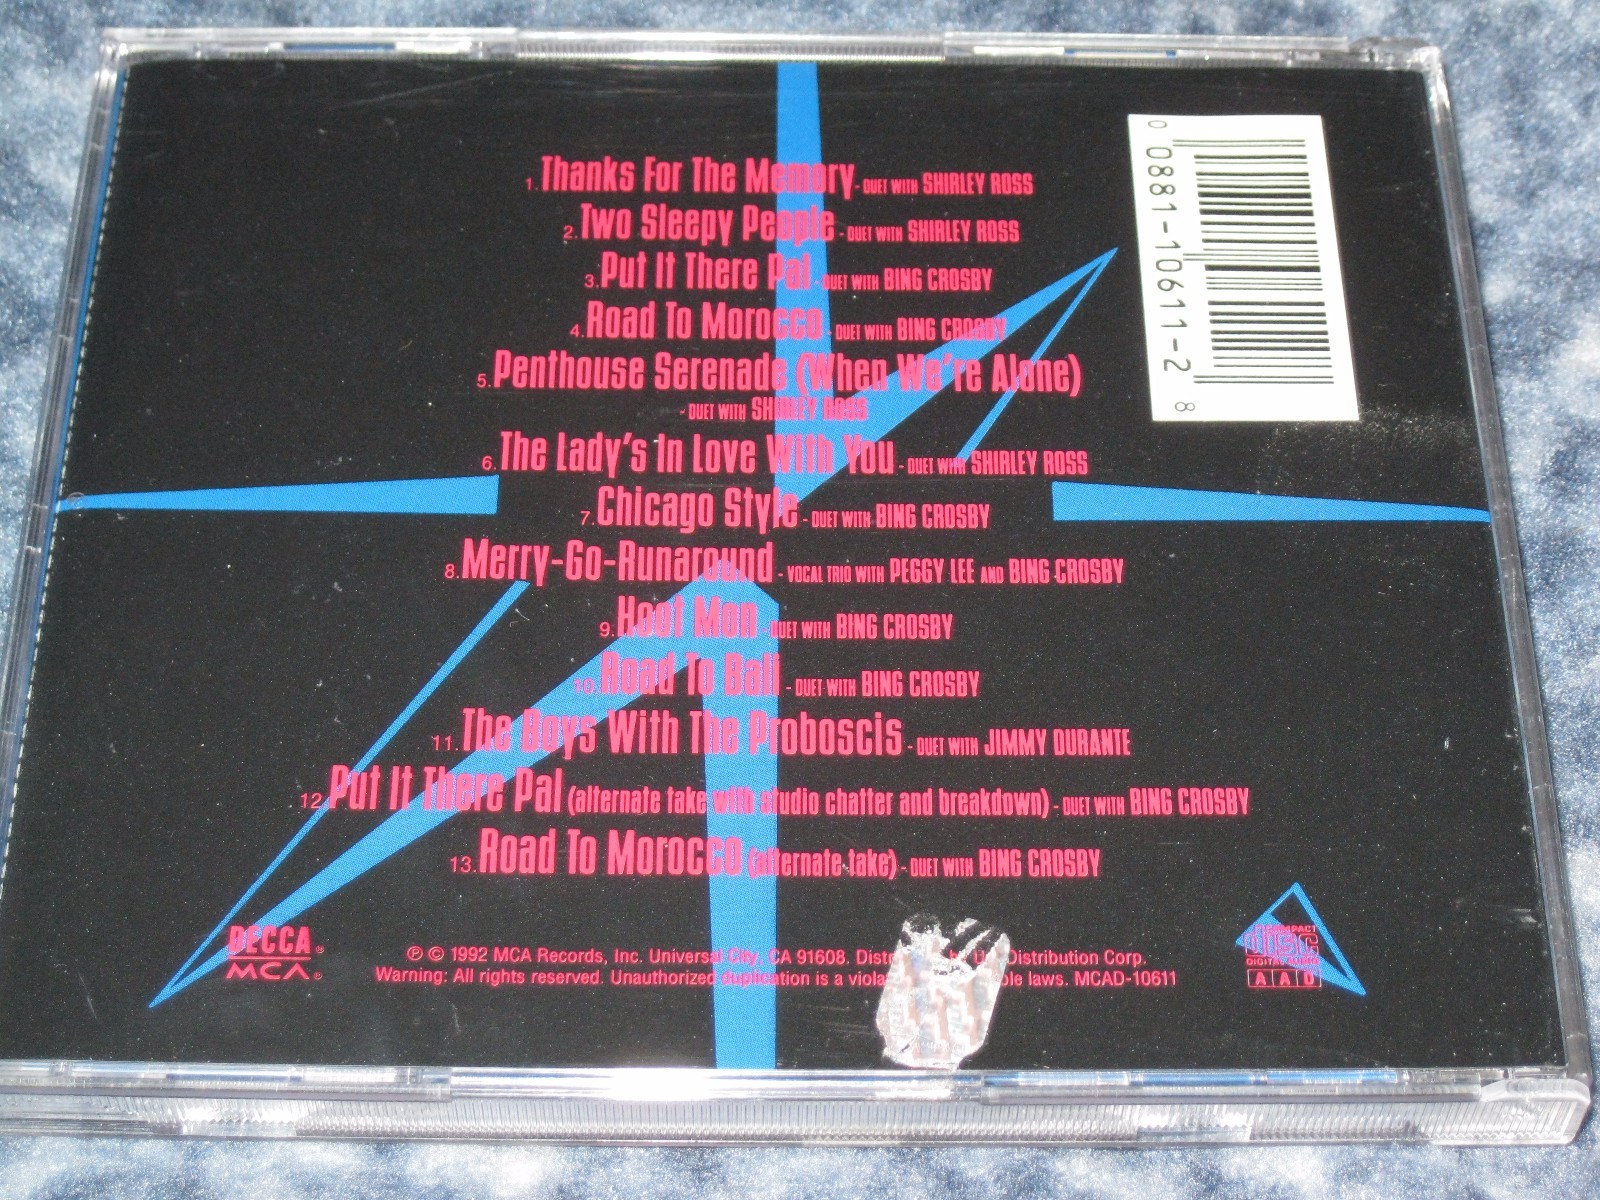 1. Thanks For The Memory - DUET WITH SHIRLEY ROSS
2. Two Sleepy People - DUET WITH SHIRLEY ROSS
3. Put It There Pal - DUET WITH BING CROSBY
4. Road To Morocco - DUET WITH BING CROSBY
5. Penthouse Serenade (When We're Alone)
- DUET WITH SHIRLEY ROSS
6. The Lady's In Love With You - DUET WITH SHIRLEY ROSS
7. Chicago Style - DUET WITH BING CROSBY
8. Merry-Go-Runaround - VOCAL TRIO WITH PEGGY LEE AND BING CROSBY
9. Hoot Mon - DUET WITH BING CROSBY
10. Road To Bali - DUET WITH BING CROSBY
11. The Boys With The Proboscis - DUET WITH JIMMY DURANTE
12. Put It There Pal (alternate take with studio chatter and breakdown) - DUET WITH BING CROSBY
13. Road To Morocco (alternate take) - DUET WITH BING CROSBY
0 08811-10611-2 8
DECCA®
MCA®
℗ © 1992 MCA Records, Inc. Universal City, CA 91608. Distribution Corp.
Warning: All rights reserved. Unauthorized duplication is a laws. MCAD-10611
COMPACT
DISC
DIGITAL AUDIO
A A D